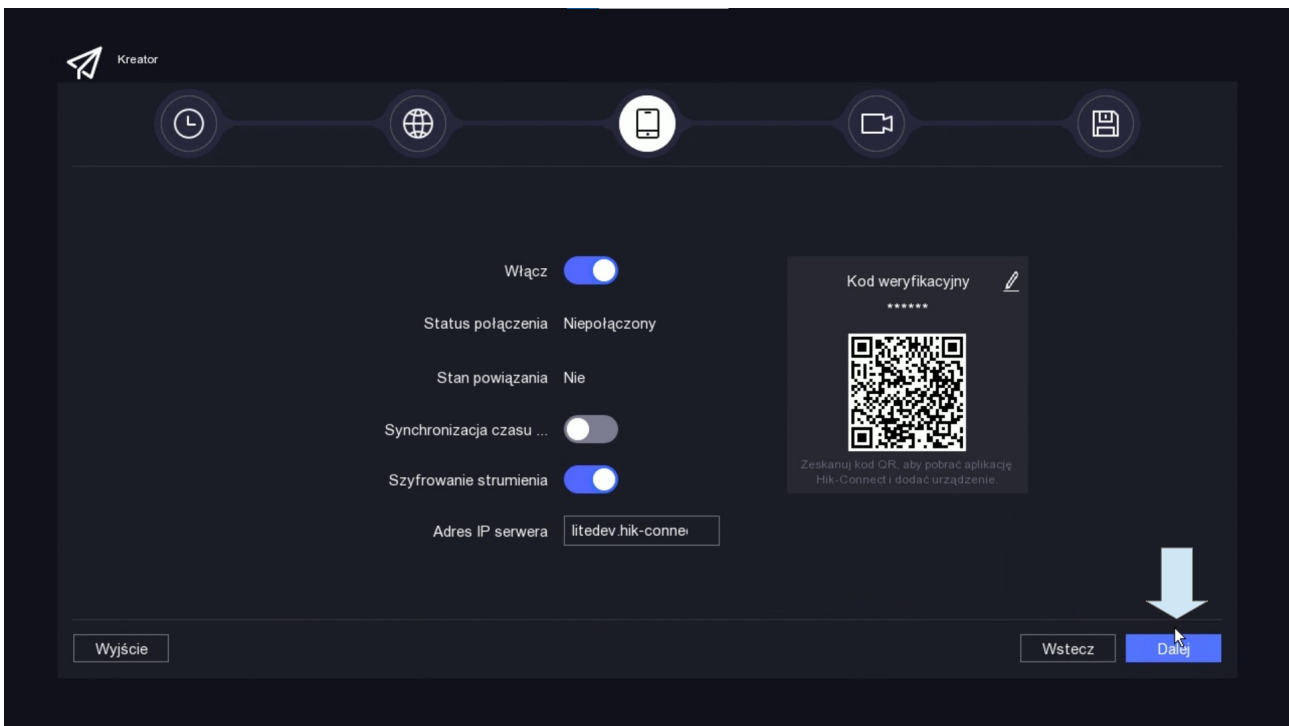 Kreator
Włącz
Status połączenia Niepołączony
Stan powiązania Nie
Synchronizacja czasu ...
Szyfrowanie strumienia
Adres IP serwera litedev.hik-connec
Kod weryfikacyjny
******
Zeskanuj kod QR, aby pobrać aplikację
Hik-Connect i dodać urządzenie.
Wyjście
Wstecz
Dalej